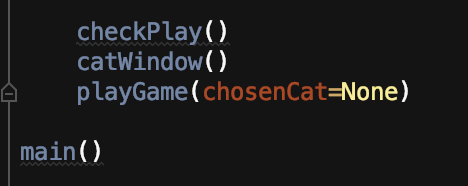 checkPlay()
catWindow()
playGame(chosenCat=None)
main()